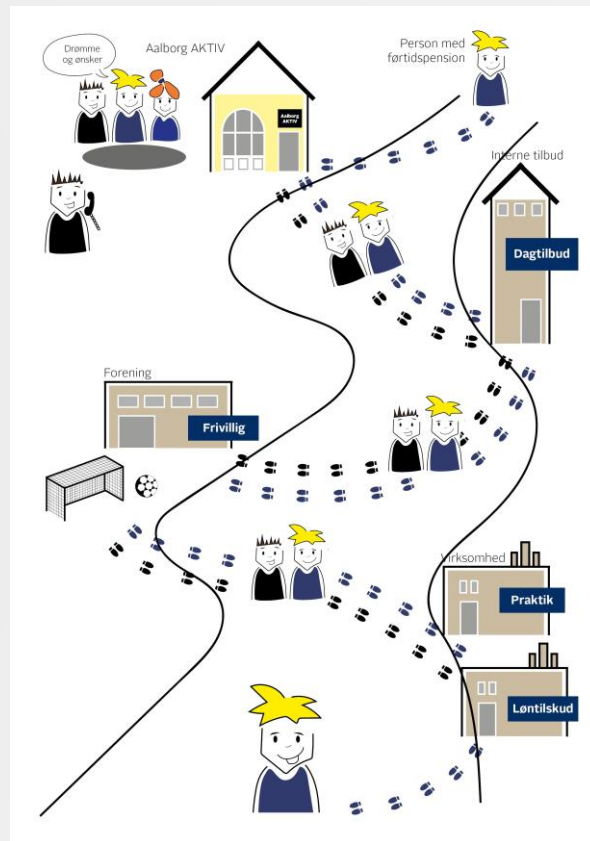 Drømme
og ønsker
Aalborg AKTIV
Person med
førtidspension
Aalborg
AKTIV
Interne tilbud
Dagtilbud
Forening
Frivillig
Virksomhed
Praktik
Løntilskud